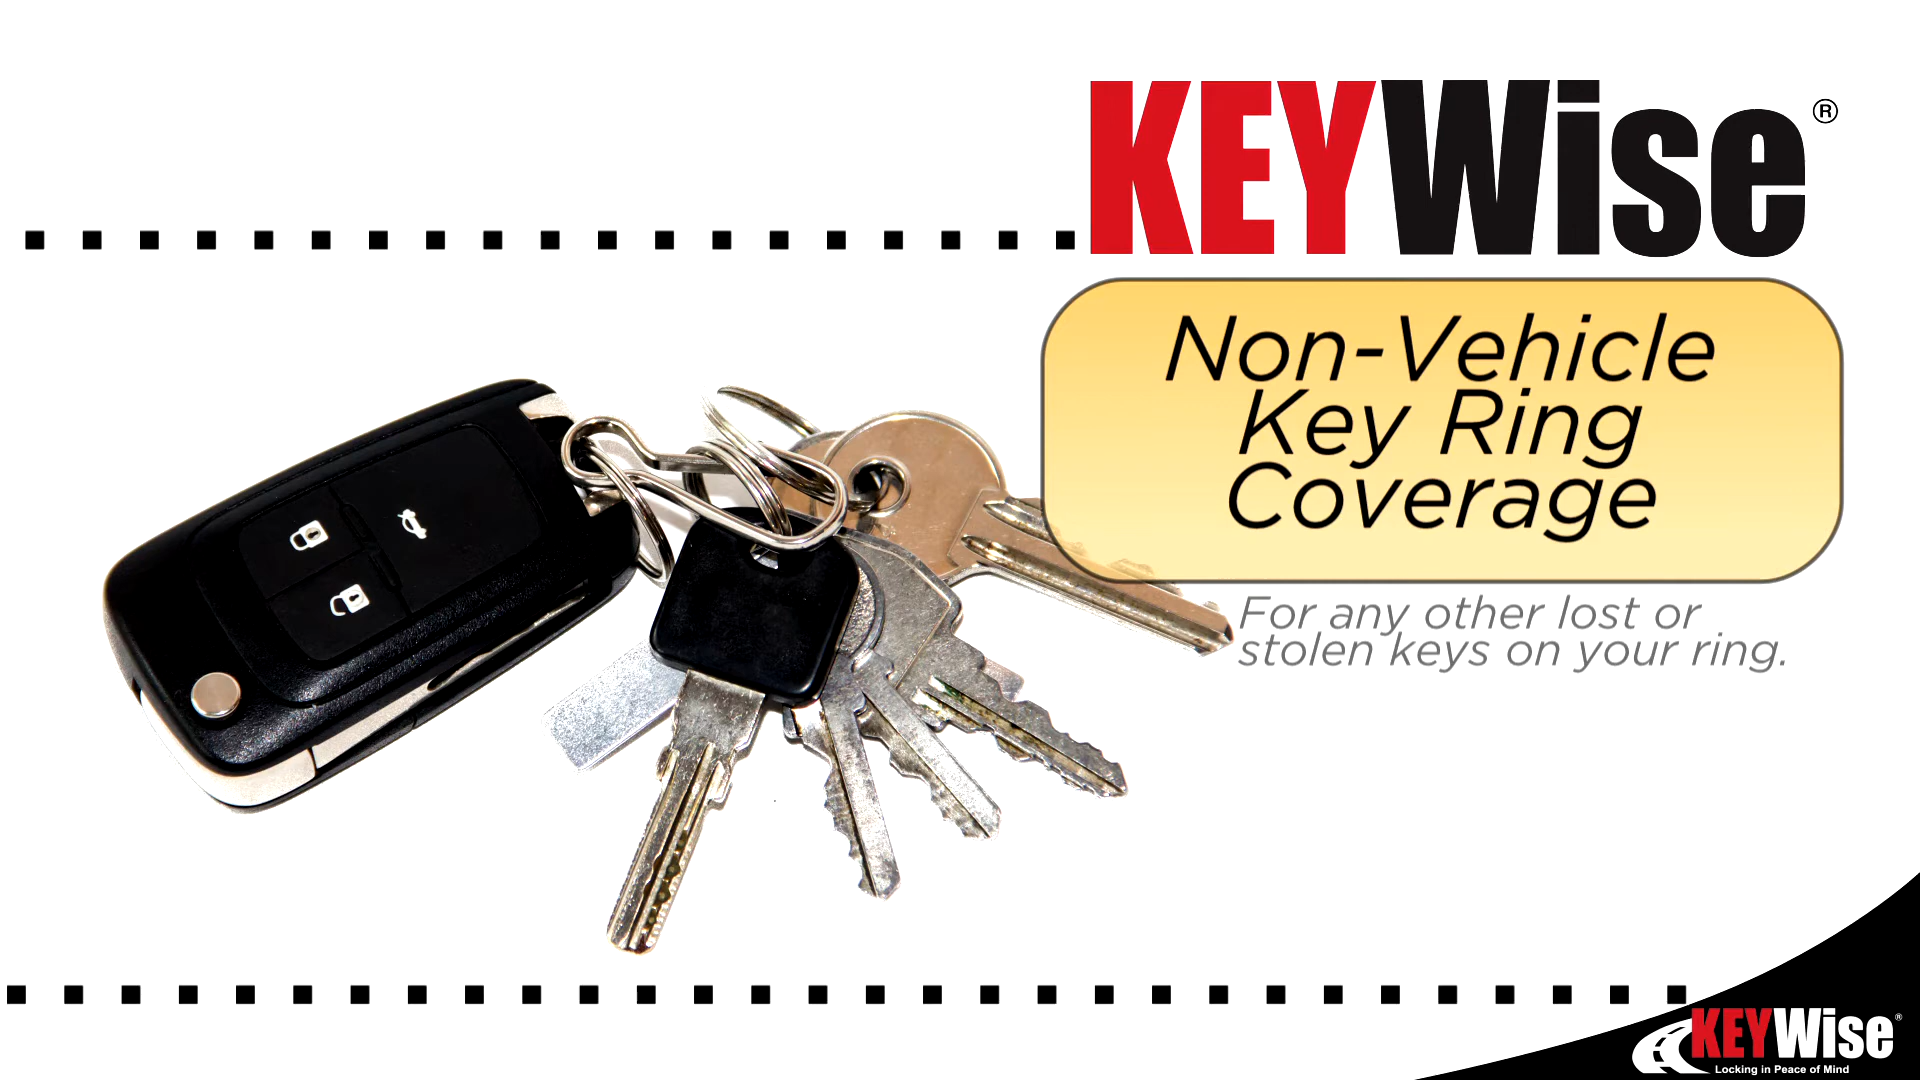 KEYWise®
Non-Vehicle
Key Ring
Coverage
For any other lost or
stolen keys on your ring.
KEYWise®
Locking in Peace of Mind